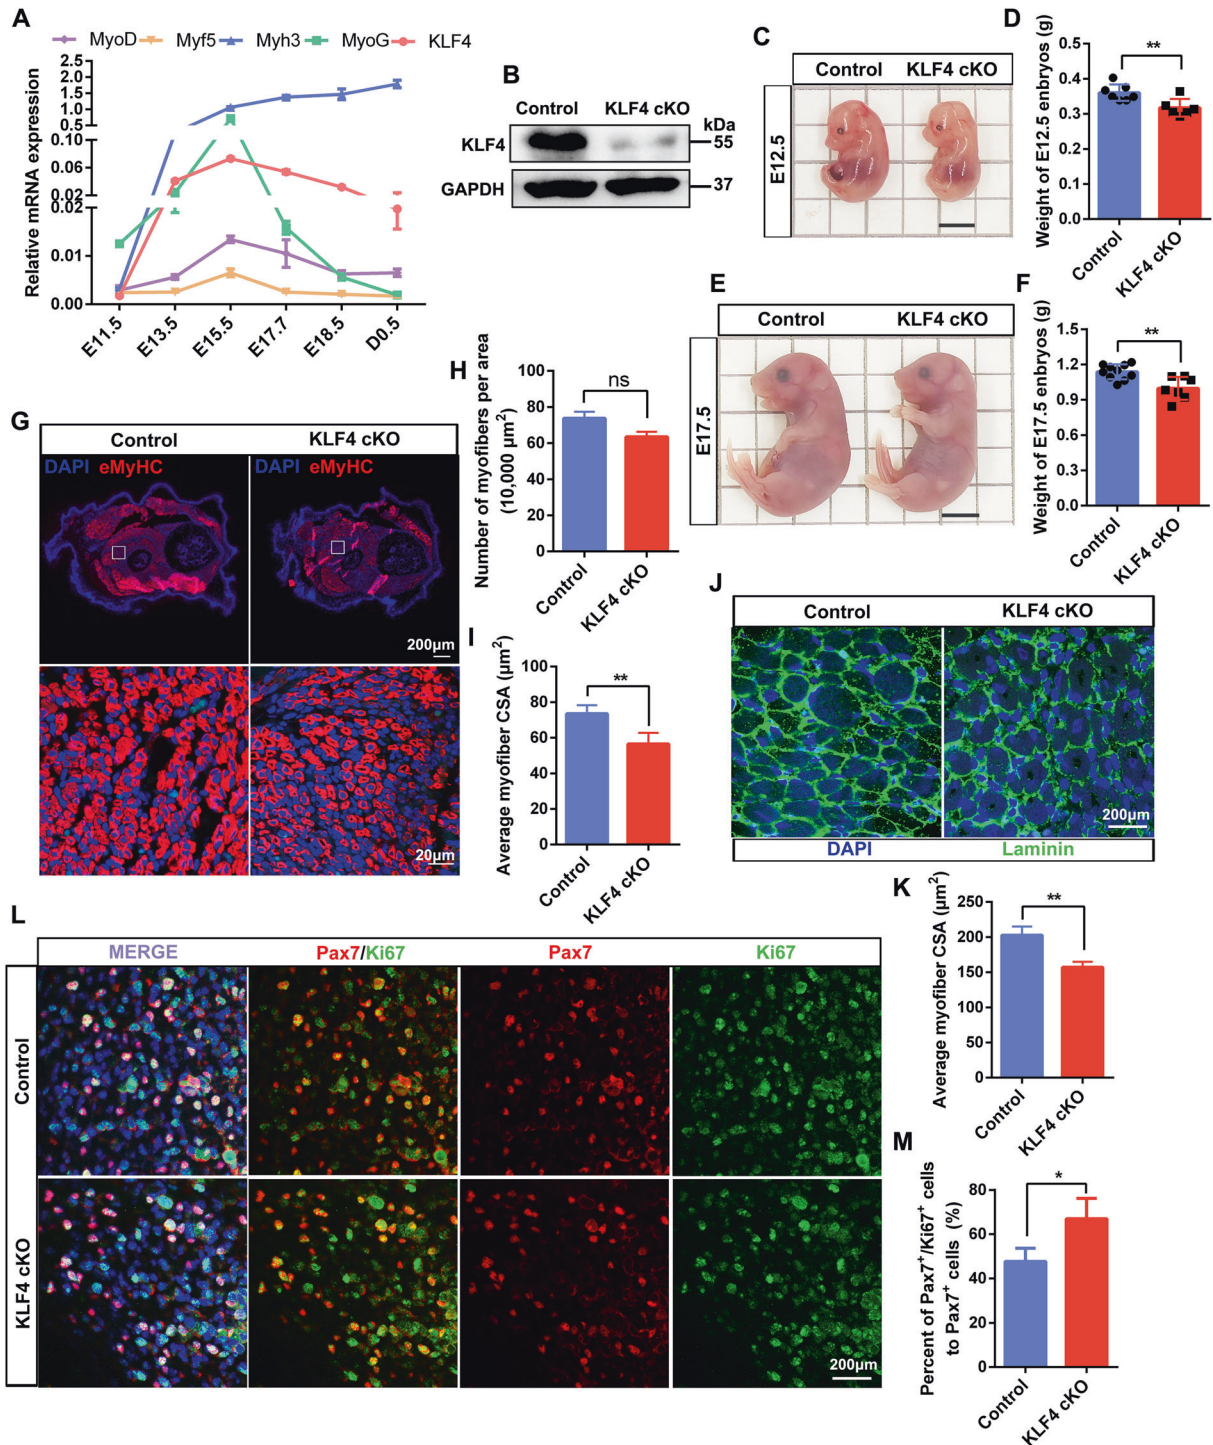 A
MyoD Myf5 Myh3 MyoG KLF4
Relative mRNA expression
2.5
2.0
1.5
1.0
0.5
0.10
0.06
0.02
0.02
0.01
0.00
E11.5 E13.5 E15.5 E17.7 E18.5 D0.5
B
Control KLF4 cKO
kDa
KLF4
55
GAPDH
37
C
Control KLF4 cKO
E12.5
D
Weight of E12.5 embryos (g)
0.5
0.4
0.3
0.2
0.1
0.0
**
Control
KLF4 cKO
E
Control KLF4 cKO
E17.5
F
Weight of E17.5 enbryos (g)
1.5
1.2
0.9
0.6
0.3
0.0
**
Control
KLF4 cKO
G
Control KLF4 cKO
DAPI eMyHC DAPI eMyHC
200μm
20μm
H
Number of myofibers per area
(10,000 μm²)
100
80
60
40
20
0
ns
Control
KLF4 cKO
I
Average myofiber CSA (μm²)
100
80
60
40
20
0
**
Control
KLF4 cKO
J
Control KLF4 cKO
200μm
DAPI Laminin
K
Average myofiber CSA (μm²)
250
200
150
100
50
0
**
Control
KLF4 cKO
L
MERGE Pax7/Ki67 Pax7 Ki67
Control
KLF4 cKO
200μm
M
Percent of Pax7⁺/Ki67⁺ cells
to Pax7⁺ cells (%)
80
60
40
20
0
*
Control
KLF4 cKO